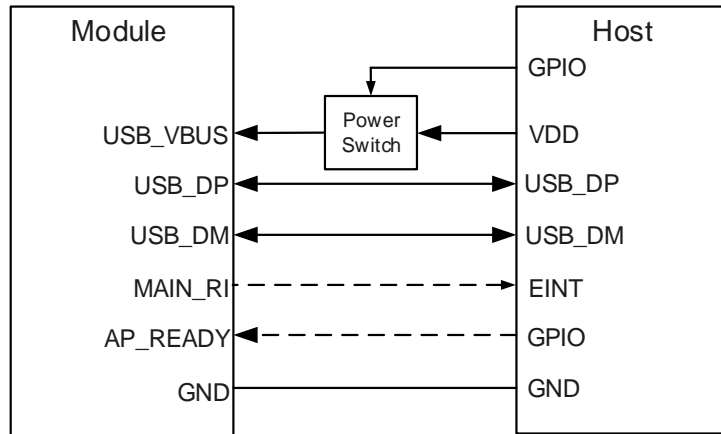 Module
Host
GPIO
Power
Switch
USB_VBUS
VDD
USB_DP
USB_DP
USB_DM
USB_DM
MAIN_RI
EINT
AP_READY
GPIO
GND
GND